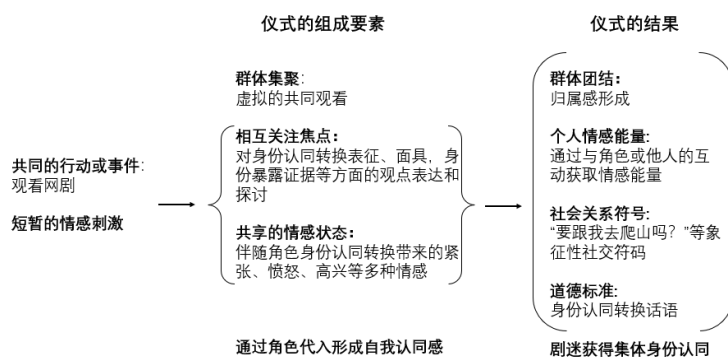 仪式的组成要素
仪式的结果
共同的行动或事件:
观看网剧
短暂的情感刺激
群体集聚:
虚拟的共同观看
相互关注焦点：
对身份认同转换表征、面具，身
份暴露证据等方面的观点表达和
探讨
共享的情感状态：
伴随角色身份认同转换带来的紧
张、愤怒、高兴等多种情感
通过角色代入形成自我认同感
群体团结：
归属感形成
个人情感能量:
通过与角色或他人的互
动获取情感能量
社会关系符号:
“要跟我去爬山吗？”等象
征性社交符码
道德标准:
身份认同转换话语
剧迷获得集体身份认同